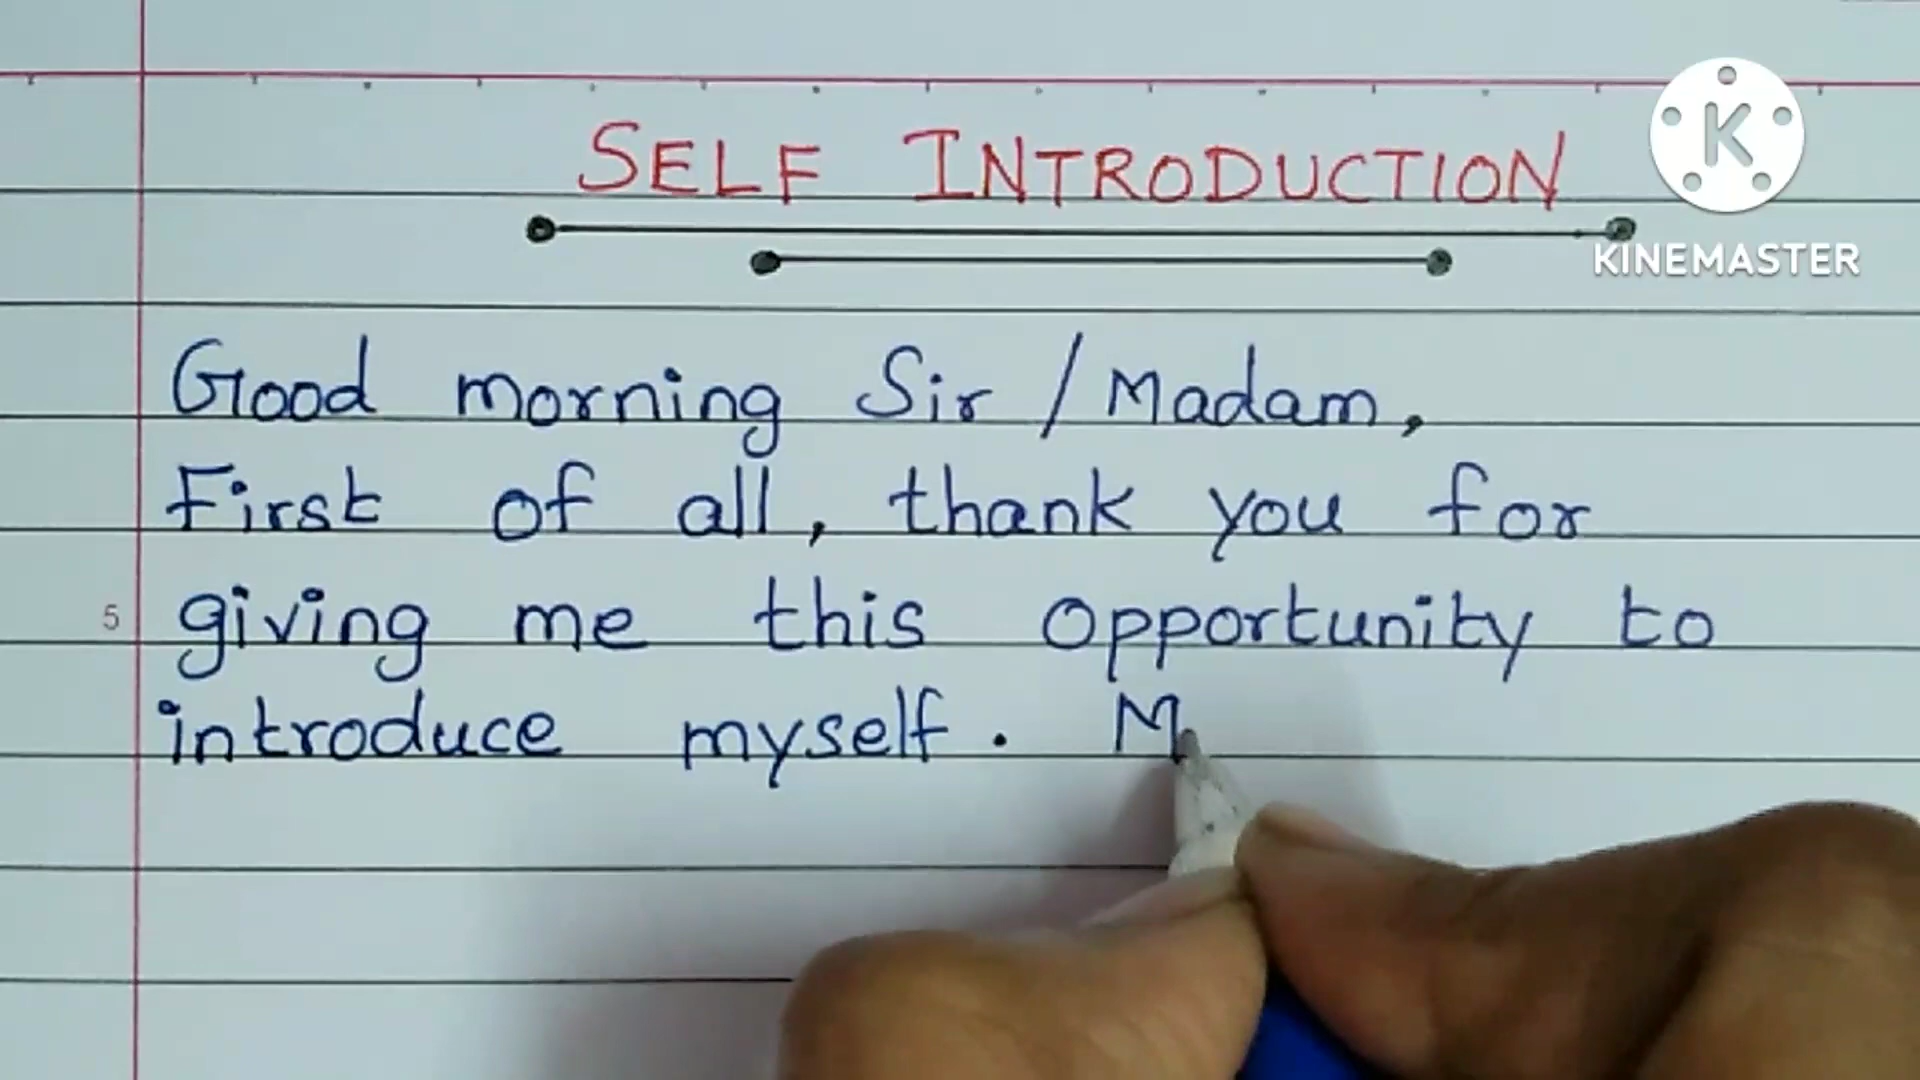 SELF INTRODUCTION
K
KINEMASTER
Good morning Sir / Madam,
First of all, thank you for
5 giving me this opportunity to
introduce myself. M